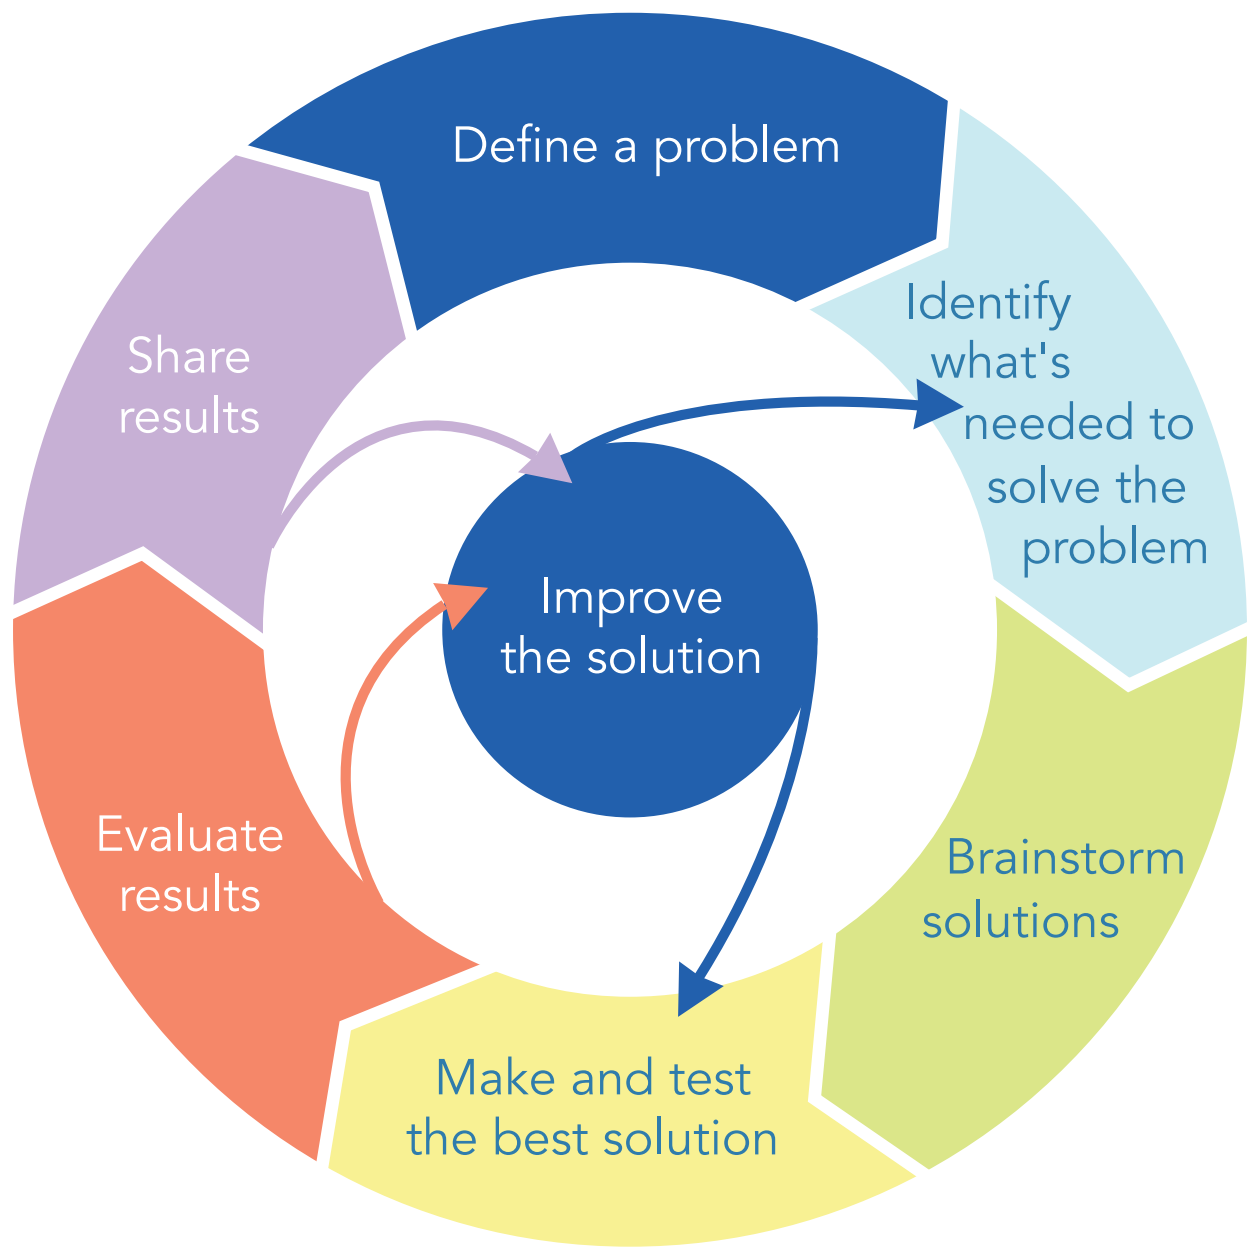 Define a problem
Identify
what's
needed to
solve the
problem
Brainstorm
solutions
Make and test
the best solution
Evaluate
results
Share
results
Improve
the solution